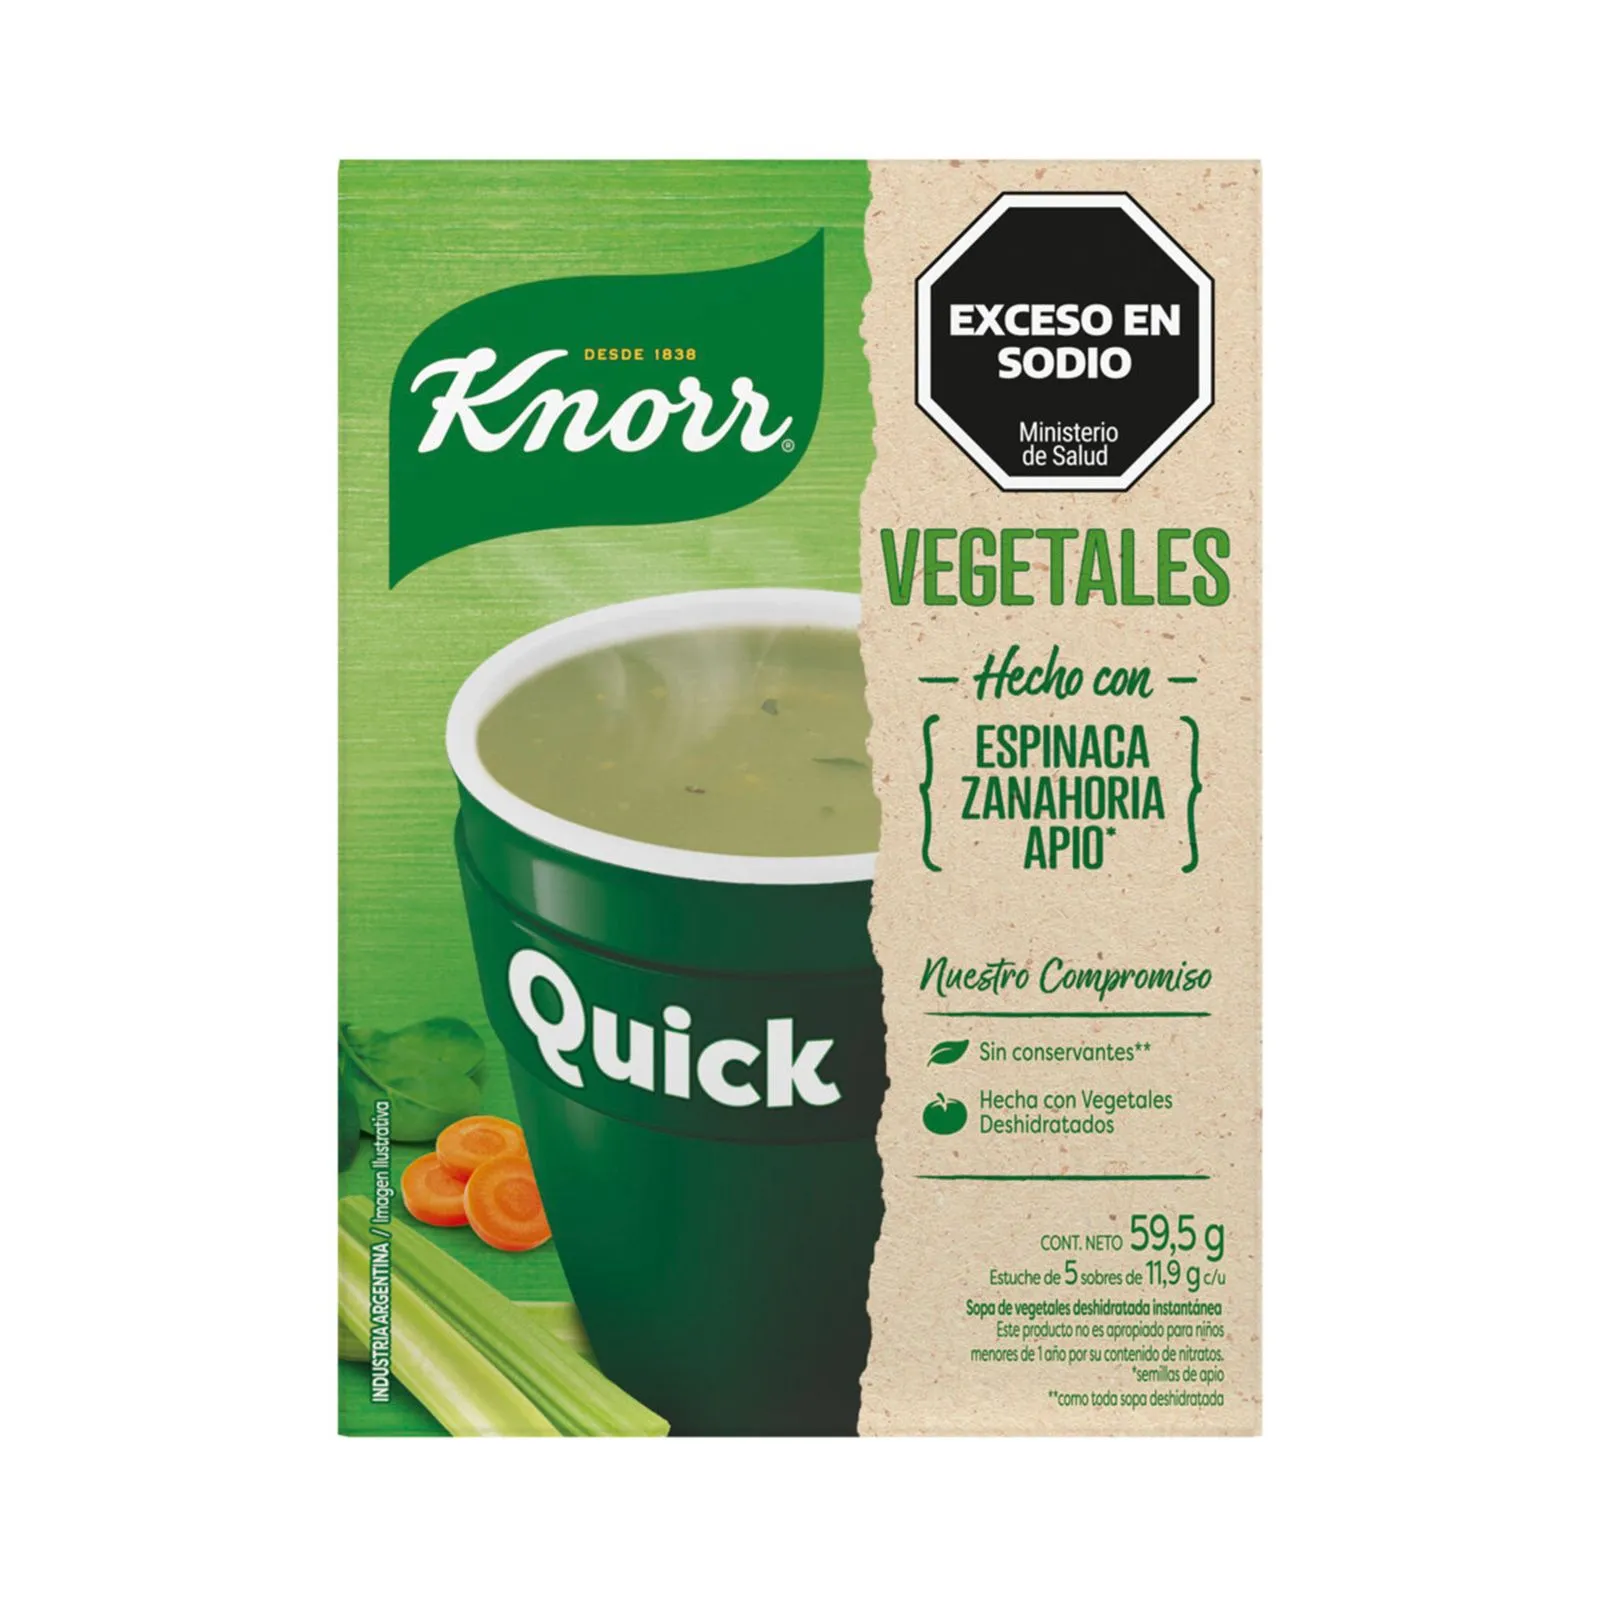 DESDE 1838
Knorr®
EXCESO EN
SODIO
Ministerio
de Salud
VEGETALES
Hecho con
ESPINACA
ZANAHORIA
APIO*
Quick
Nuestro Compromiso
Sin conservantes**
Hecha con Vegetales
Deshidratados
CONT. NETO 59,5 g
Estuche de 5 sobres de 11,9 g c/u
Sopa de vegetales deshidratada instantánea
Este producto no es apropiado para niños
menores de 1 año por su contenido de nitratos.
*semillas de apio
**como toda sopa deshidratada
INDUSTRIA ARGENTINA / Imagen Ilustrativa